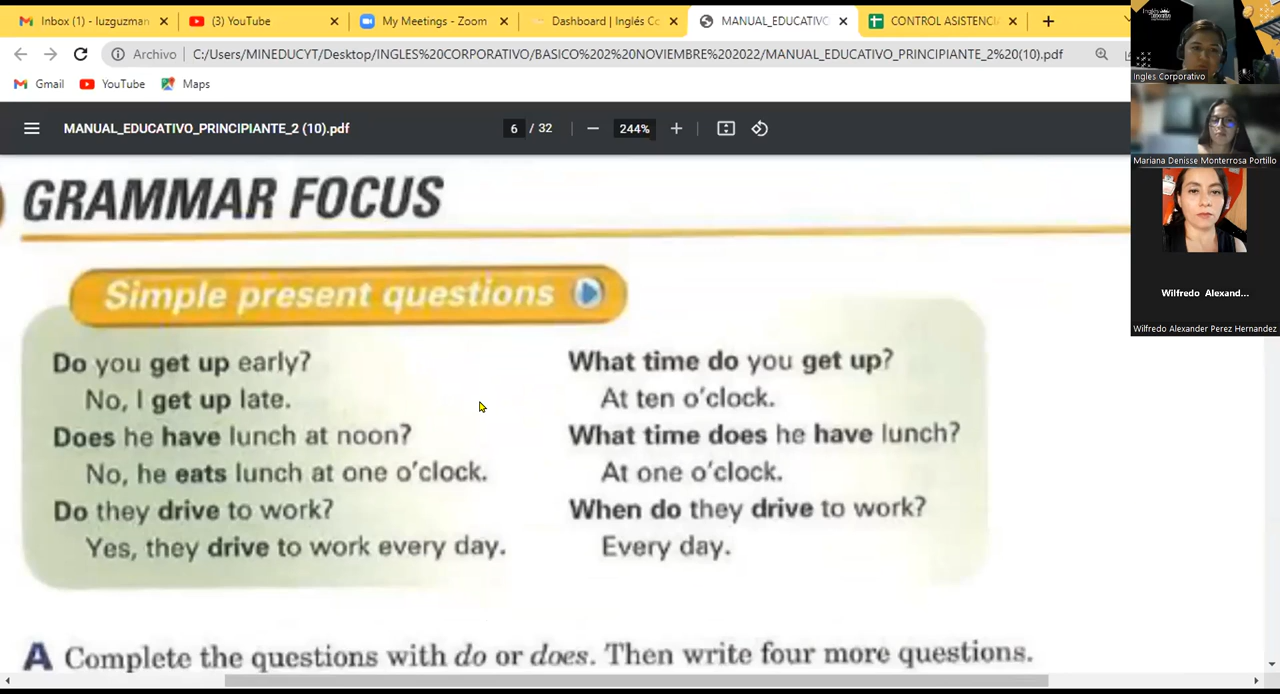 Inbox (1) - luzguzman
(3) YouTube
My Meetings - Zoom
Dashboard | Inglés Co
MANUAL_EDUCATIVO
CONTROL ASISTENCI
Archivo
C:/Users/MINEDUCYT/Desktop/INGLES%20CORPORATIVO/BASICO%202%20NOVIEMBRE%202022/MANUAL_EDUCATIVO_PRINCIPIANTE_2%20(10).pdf
Gmail
YouTube
Maps
MANUAL_EDUCATIVO_PRINCIPIANTE_2 (10).pdf
6 / 32
244%
GRAMMAR FOCUS
Simple present questions
Do you get up early?
No, I get up late.
Does he have lunch at noon?
No, he eats lunch at one o'clock.
Do they drive to work?
Yes, they drive to work every day.
What time do you get up?
At ten o'clock.
What time does he have lunch?
At one o'clock.
When do they drive to work?
Every day.
A Complete the questions with do or does. Then write four more questions.
Ingles Corporativo
Mariana Denisse Monterrosa Portillo
Wilfredo Alexand...
Wilfredo Alexander Perez Hernandez